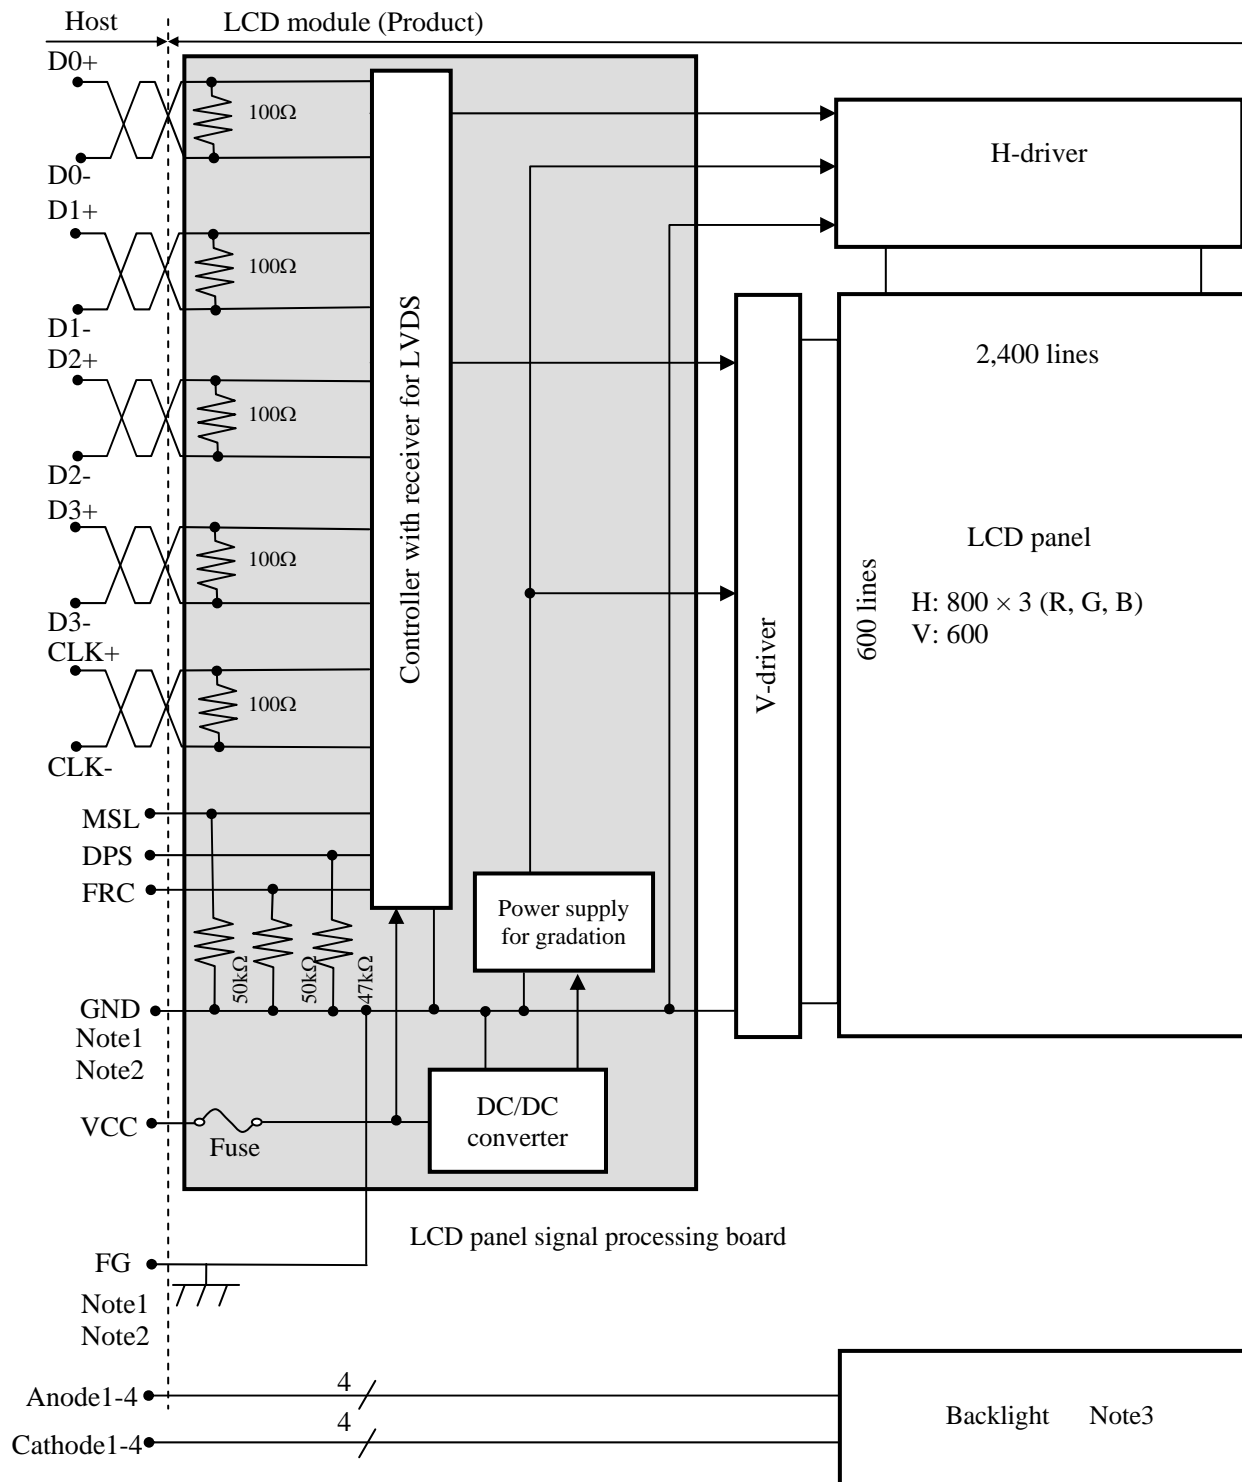 Host
LCD module (Product)
D0+
100Ω
D0-
H-driver
D1+
100Ω
D1-
D2+
100Ω
D2-
D3+
100Ω
D3-
CLK+
100Ω
CLK-
Controller with receiver for LVDS
2,400 lines
600 lines
LCD panel
H: 800 × 3 (R, G, B)
V: 600
V-driver
MSL
DPS
FRC
Power supply
for gradation
50kΩ
50kΩ
47kΩ
GND
Note1
Note2
VCC
Fuse
DC/DC
converter
LCD panel signal processing board
FG
Note1
Note2
Anode1-4
4
Cathode1-4
4
Backlight Note3